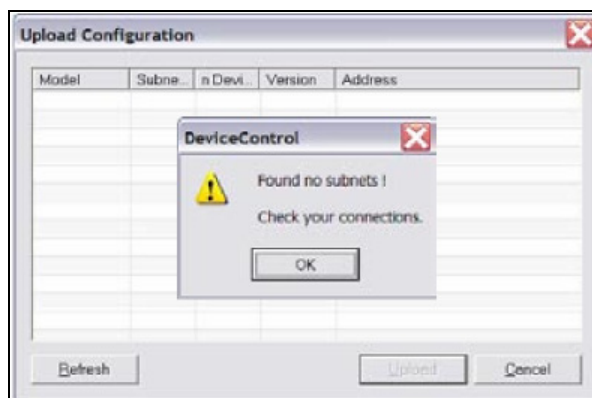 Upload Configuration
Model Subne... n Devi... Version Address
DeviceControl
Found no subnets !
Check your connections.
OK
Refresh Upload Cancel